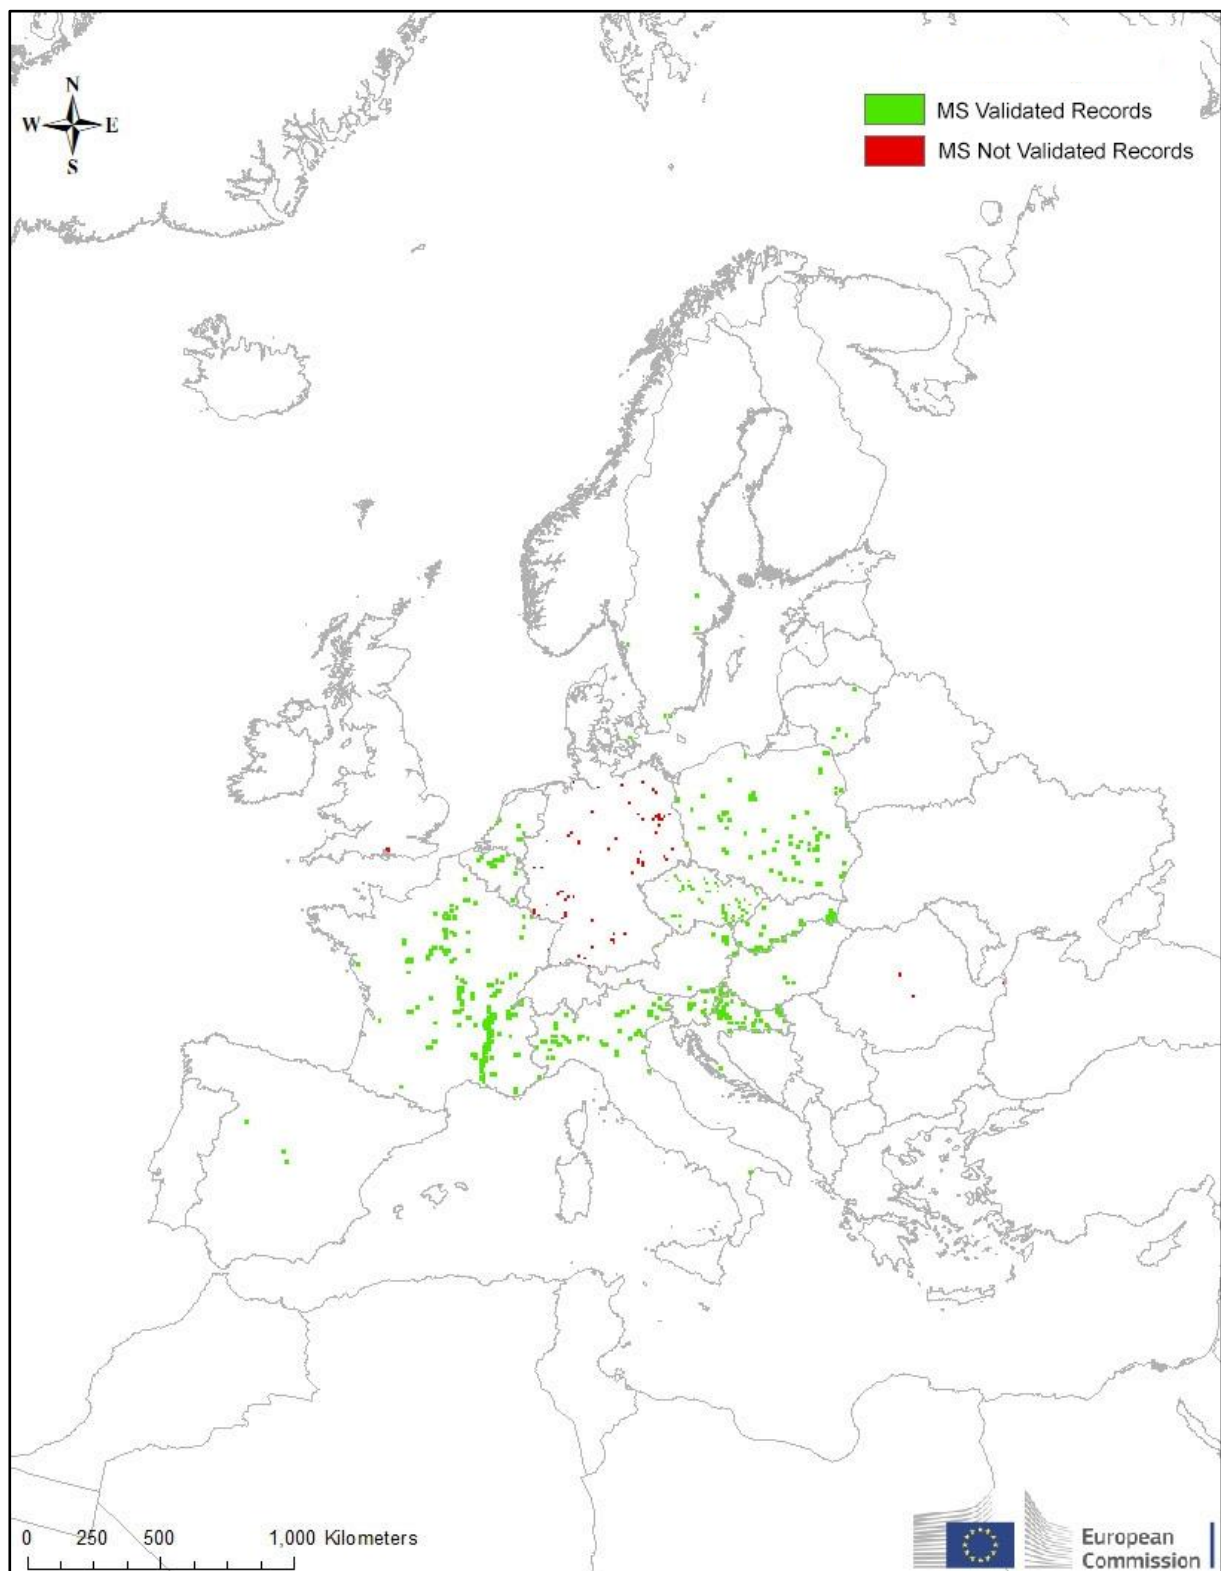 N
W E
S
MS Validated Records
MS Not Validated Records
0 250 500 1,000 Kilometers
European
Commission